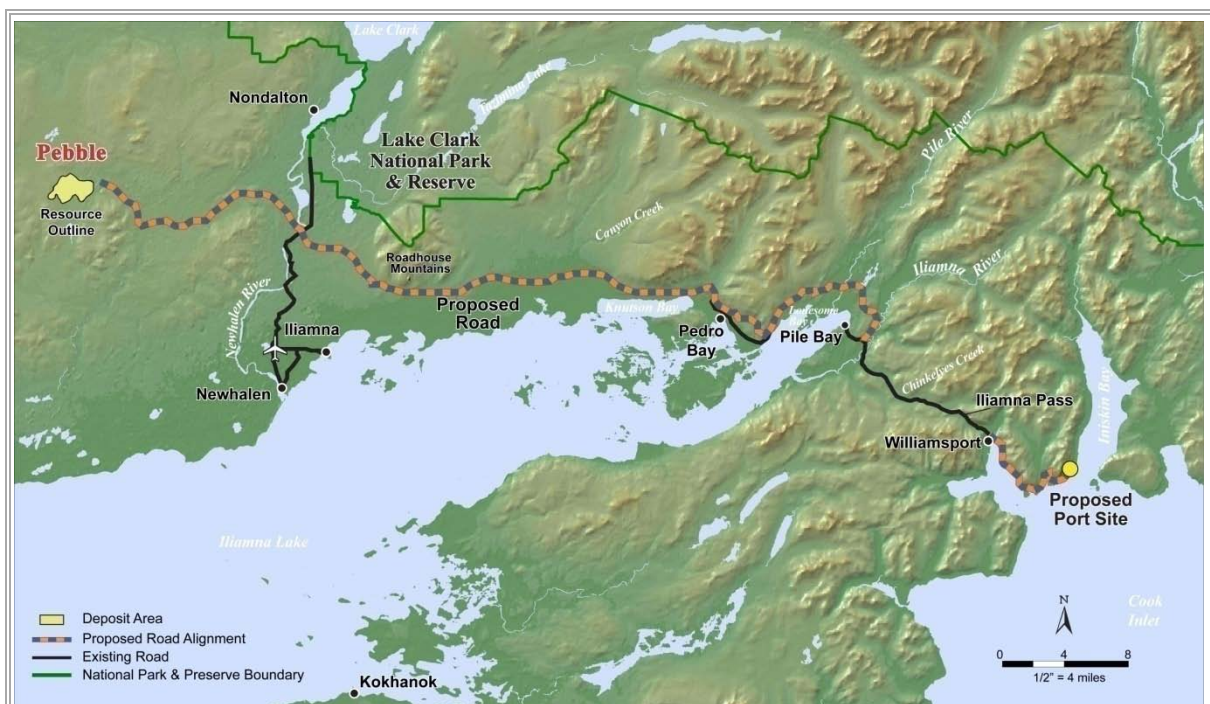 Lake Clark
Nondalton
Tazimina Lake
Pebble
Resource
Outline
Lake Clark
National Park
& Reserve
Pile River
Canyon Creek
Roadhouse
Mountains
Iliamna
River
Newhalen River
Proposed
Road
Knutson Bay
Iliamna
Pedro
Bay
Pile Bay
Newhalen
Chinkelyes Creek
Iliamna Pass
Iniskin Bay
Williamsport
Proposed
Port Site
Iliamna Lake
Cook
Inlet
Kokhanok
Deposit Area
Proposed Road Alignment
Existing Road
National Park & Preserve Boundary
N
0 4 8
1/2" = 4 miles